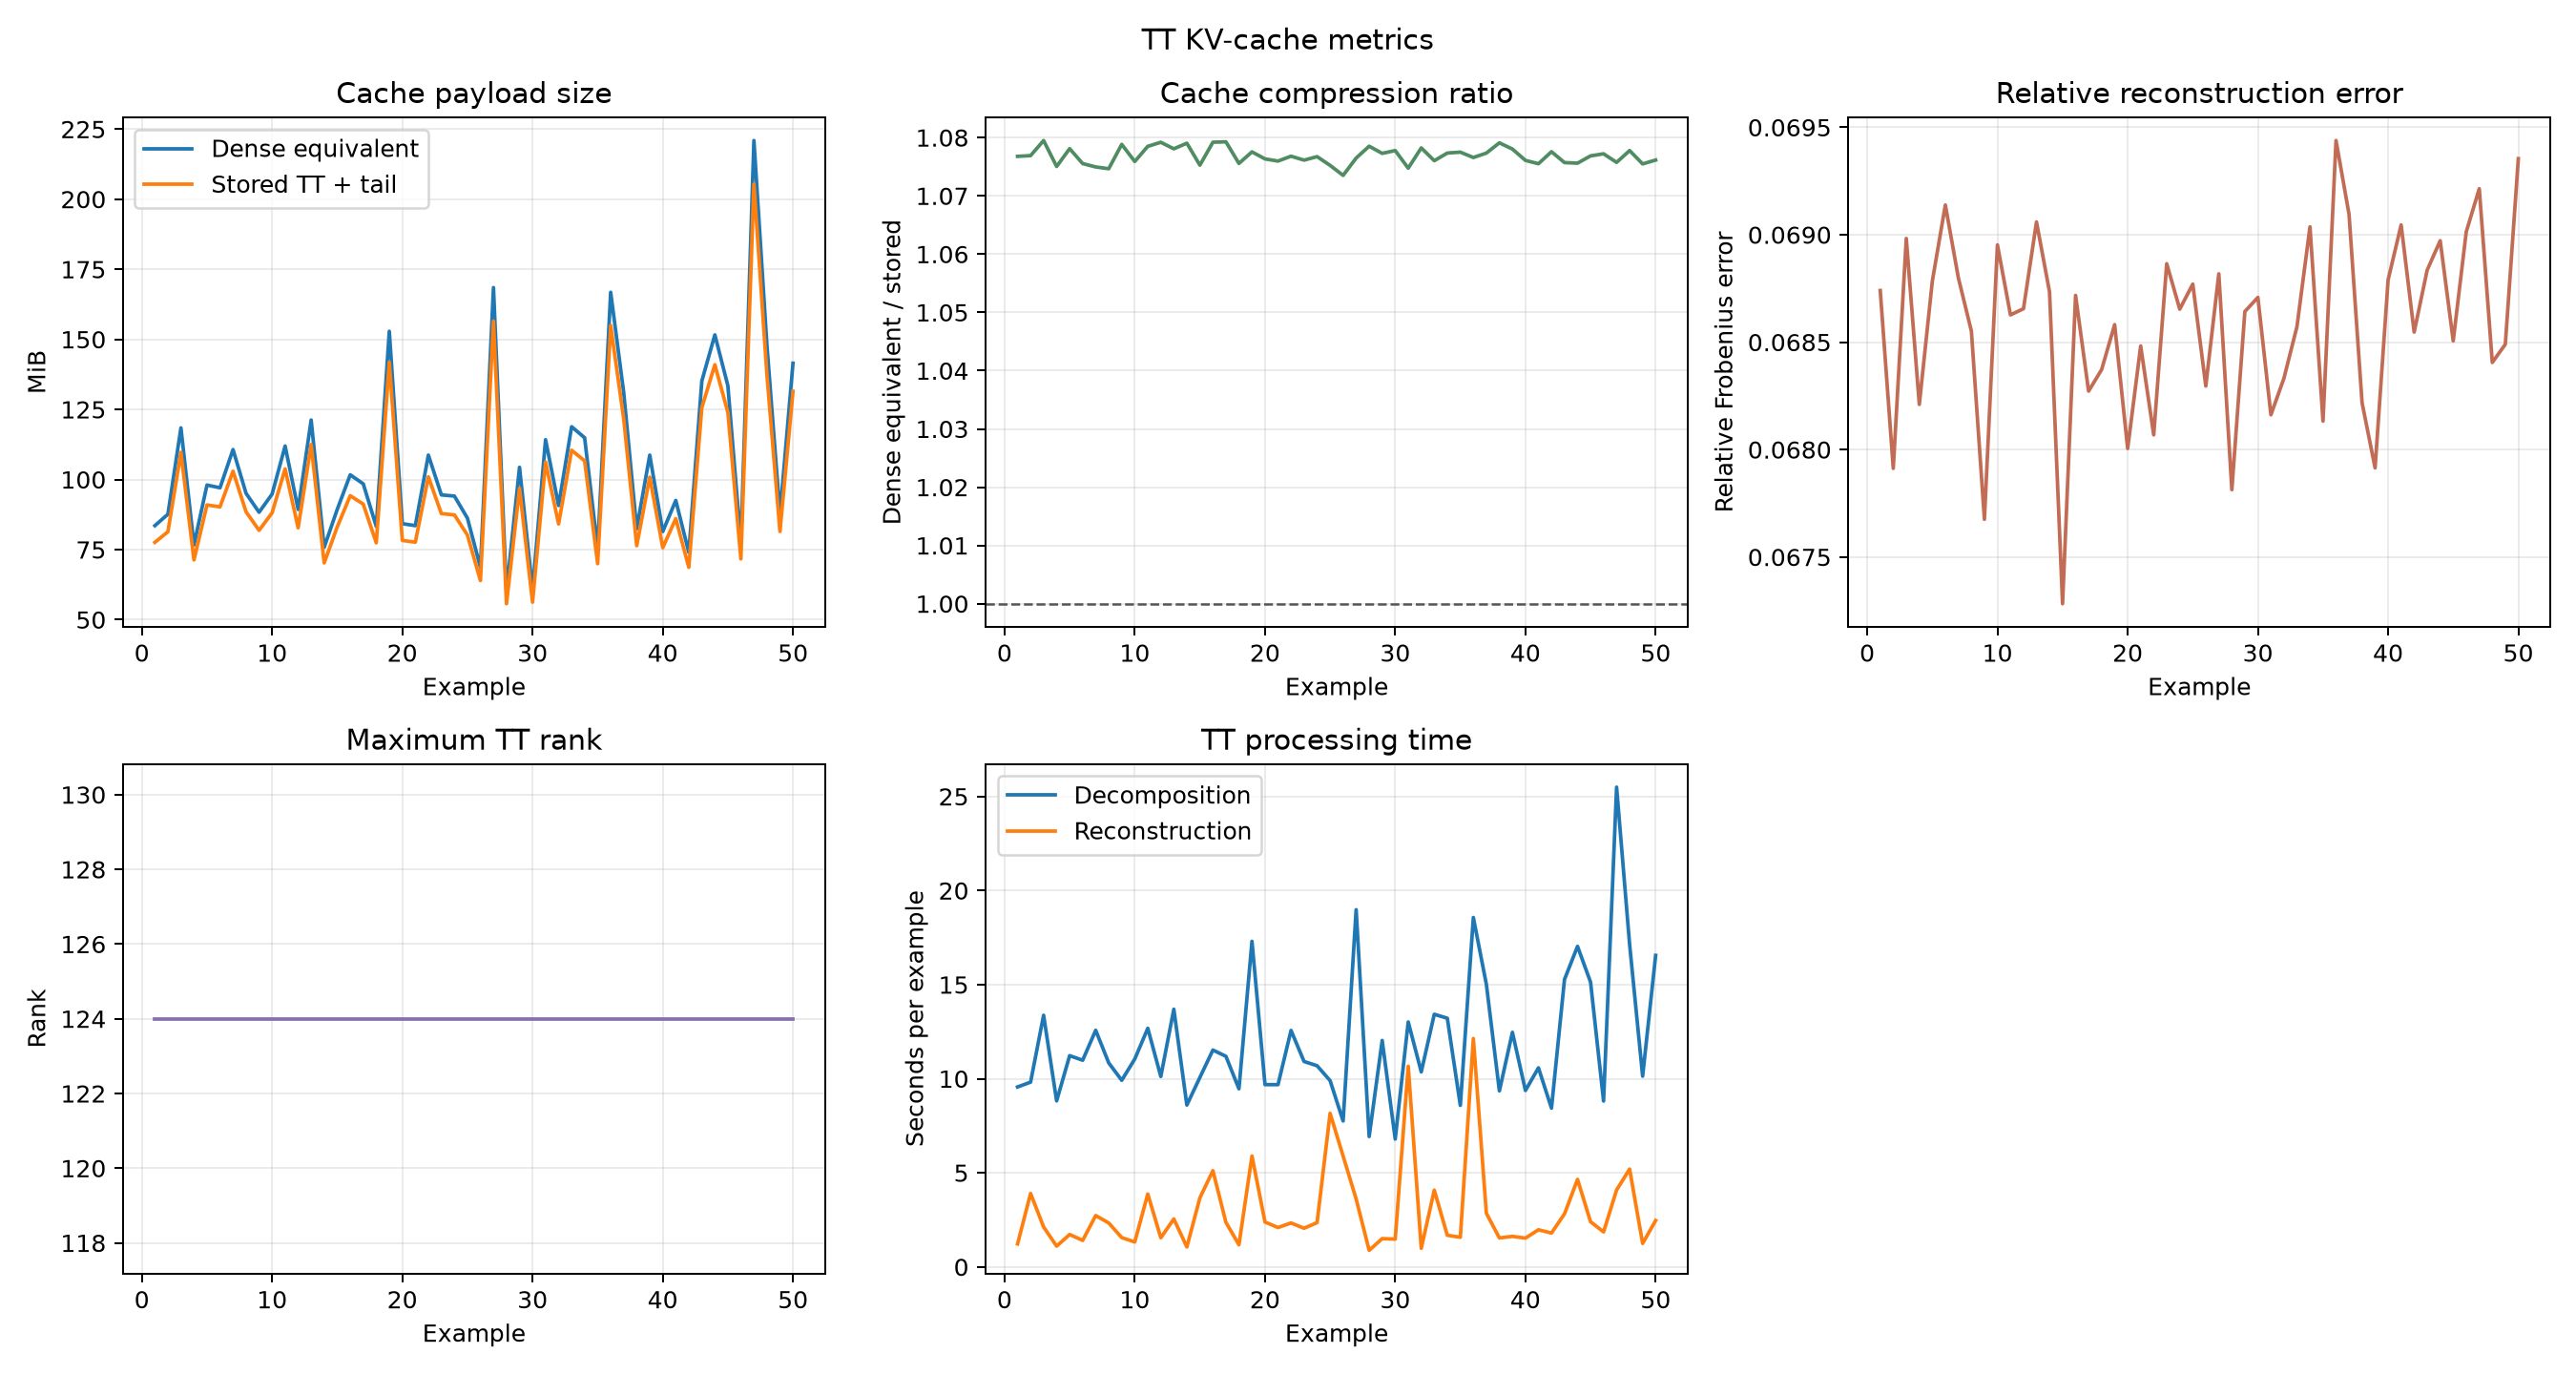 TT KV-cache metrics
Cache payload size
225
200
175
150
125
100
75
50
MiB
Dense equivalent
Stored TT + tail
0 10 20 30 40 50
Example
Cache compression ratio
1.08
1.07
1.06
1.05
1.04
1.03
1.02
1.01
1.00
Dense equivalent / stored
0 10 20 30 40 50
Example
Relative reconstruction error
0.0695
0.0690
0.0685
0.0680
0.0675
Relative Frobenius error
0 10 20 30 40 50
Example
Maximum TT rank
130
128
126
124
122
120
118
Rank
0 10 20 30 40 50
Example
TT processing time
25
20
15
10
5
0
Seconds per example
Decomposition
Reconstruction
0 10 20 30 40 50
Example